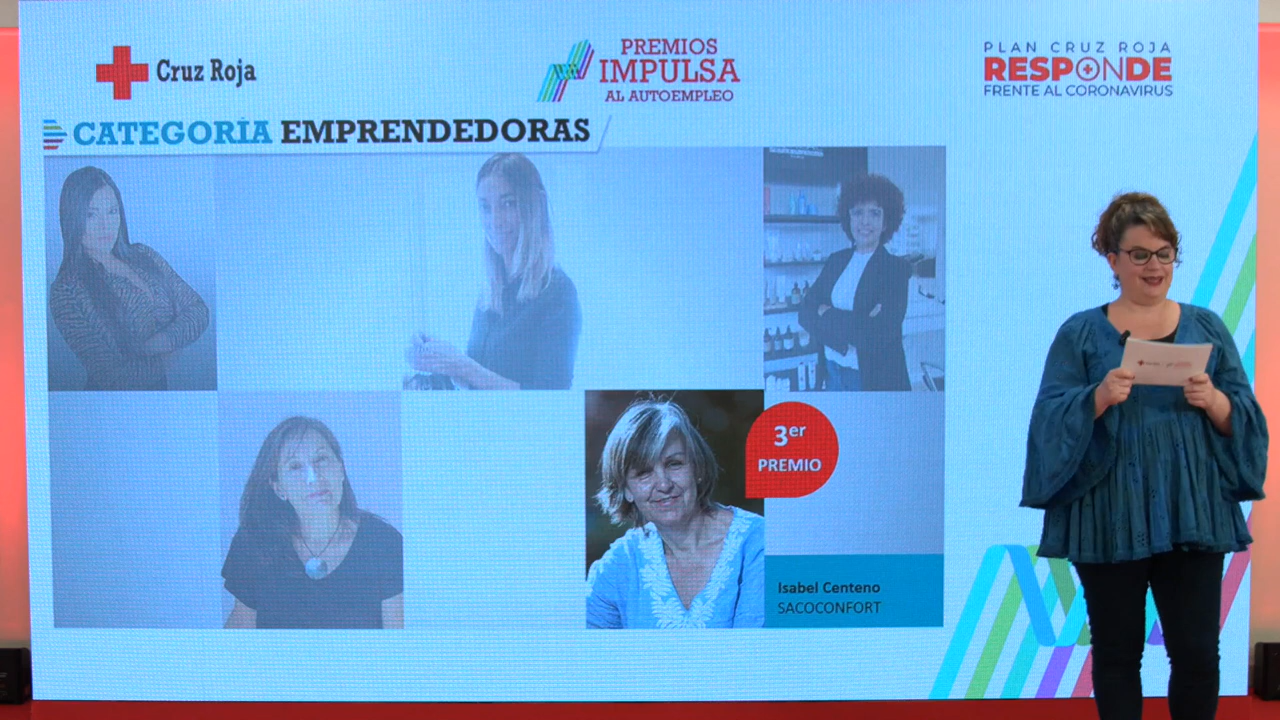 Cruz Roja
PREMIOS
IMPULSA
AL AUTOEMPLEO
PLAN CRUZ ROJA
RESPONDE
FRENTE AL CORONAVIRUS
CATEGORÍA EMPRENDEDORAS
3er
PREMIO
Isabel Centeno
SACOCONFORT